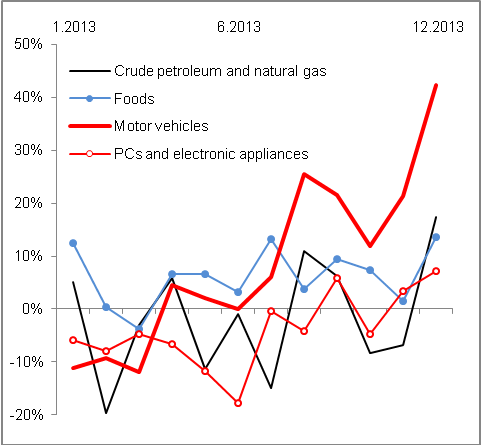 1.2013 6.2013 12.2013
50%
Crude petroleum and natural gas
40%
Foods
Motor vehicles
30%
PCs and electronic appliances
20%
10%
0%
-10%
-20%